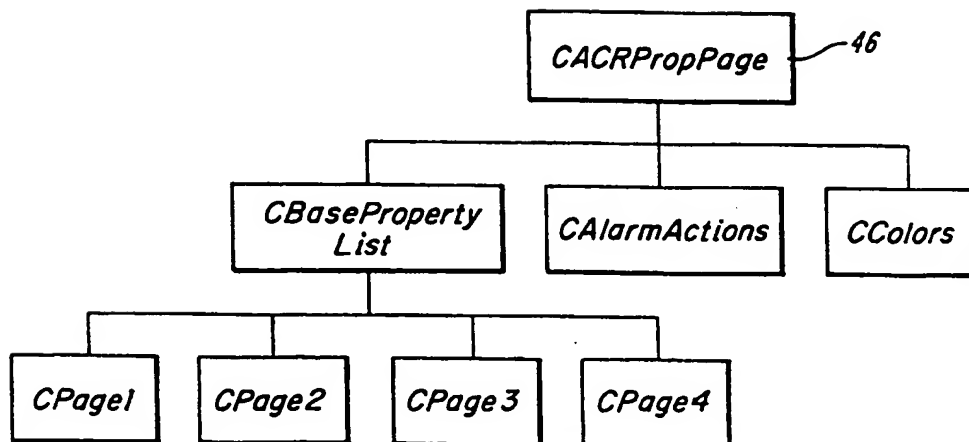 CACRPropPage
46
CBaseProperty
List
CAlarmActions
CColors
CPage1
CPage2
CPage3
CPage4